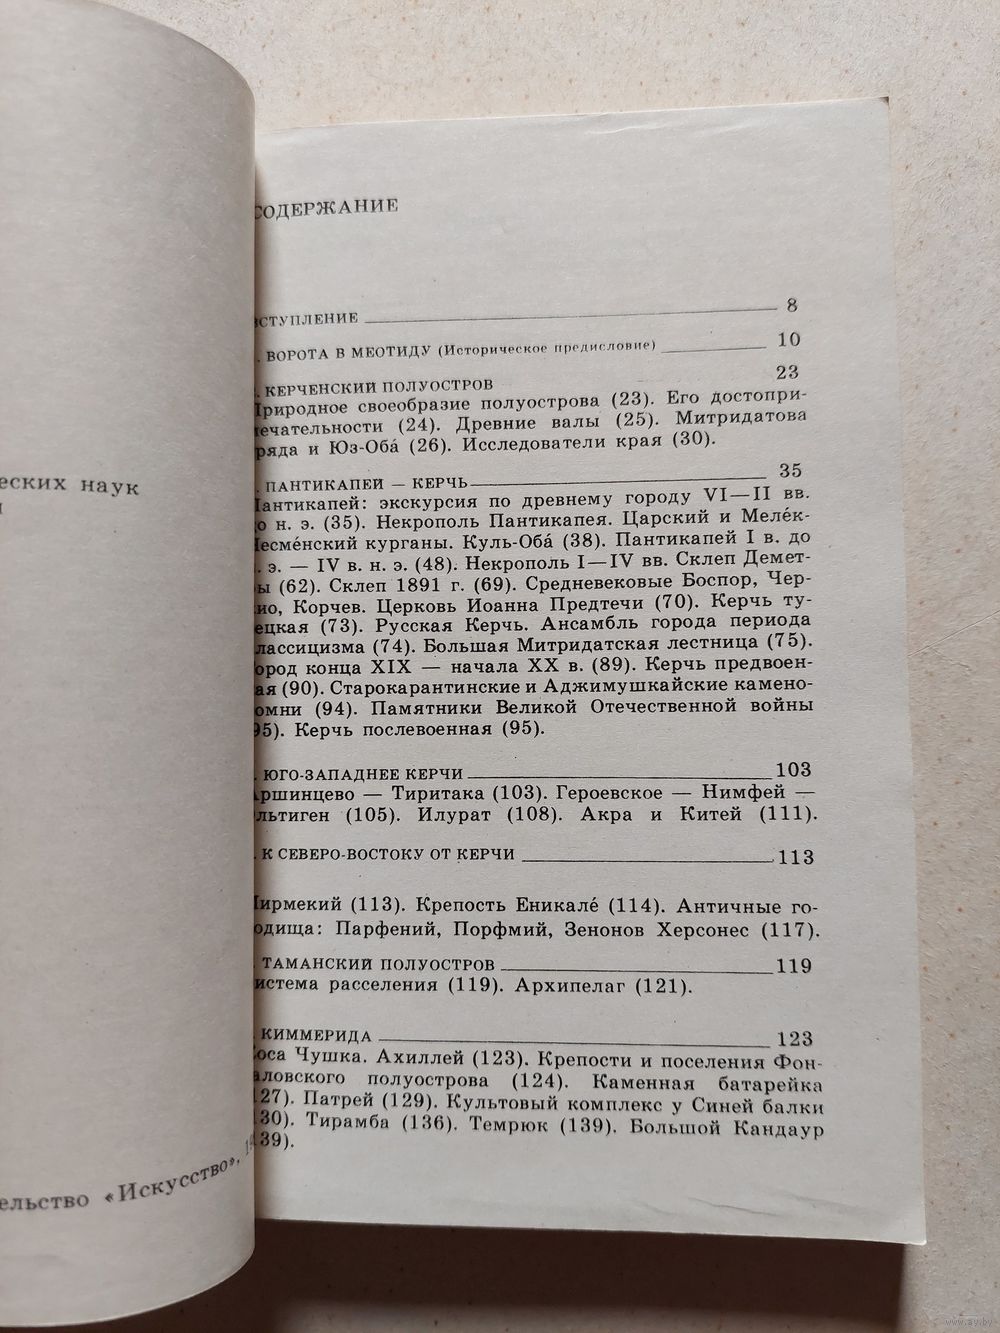 еских наук
ельство «Искусство», 1
СОДЕРЖАНИЕ
ВСТУПЛЕНИЕ 8
. ВОРОТА В МЕОТИДУ (Историческое предисловие) 10
. КЕРЧЕНСКИЙ ПОЛУОСТРОВ 23
Природное своеобразие полуострова (23). Его достопри-
мечательности (24). Древние валы (25). Митридатова
гряда и Юз-Оба́ (26). Исследователи края (30).
. ПАНТИКАПЕЙ — КЕРЧЬ 35
Пантикапей: экскурсия по древнему городу VI—II вв.
до н. э. (35). Некрополь Пантикапея. Царский и Меле́к-
Чесме́нский курганы. Куль-Оба́ (38). Пантикапей I в. до
н. э. — IV в. н. э. (48). Некрополь I—IV вв. Склеп Демет-
ры (62). Склеп 1891 г. (69). Средневековые Боспор, Чер-
кио, Корчев. Церковь Иоанна Предтечи (70). Керчь ту-
рецкая (73). Русская Керчь. Ансамбль города периода
классицизма (74). Большая Митридатская лестница (75).
Город конца XIX — начала XX в. (89). Керчь предвоен-
ная (90). Старокарантинские и Аджимушкайские камено-
ломни (94). Памятники Великой Отечественной войны
(95). Керчь послевоенная (95).
. ЮГО-ЗАПАДНЕЕ КЕРЧИ 103
Аршинцево — Тиритака (103). Героевское — Нимфей —
Эльтиген (105). Илурат (108). Акра и Китей (111).
. К СЕВЕРО-ВОСТОКУ ОТ КЕРЧИ 113
Мирмекий (113). Крепость Еникале́ (114). Античные го-
родища: Парфений, Порфмий, Зенонов Херсонес (117).
. ТАМАНСКИЙ ПОЛУОСТРОВ 119
Система расселения (119). Архипелаг (121).
. КИММЕРИДА 123
Коса Чушка. Ахиллей (123). Крепости и поселения Фон-
таловского полуострова (124). Каменная батарейка
(127). Патрей (129). Культовый комплекс у Синей балки
(130). Тирамба (136). Темрюк (139). Большой Кандаур
(139).
www.ay.by